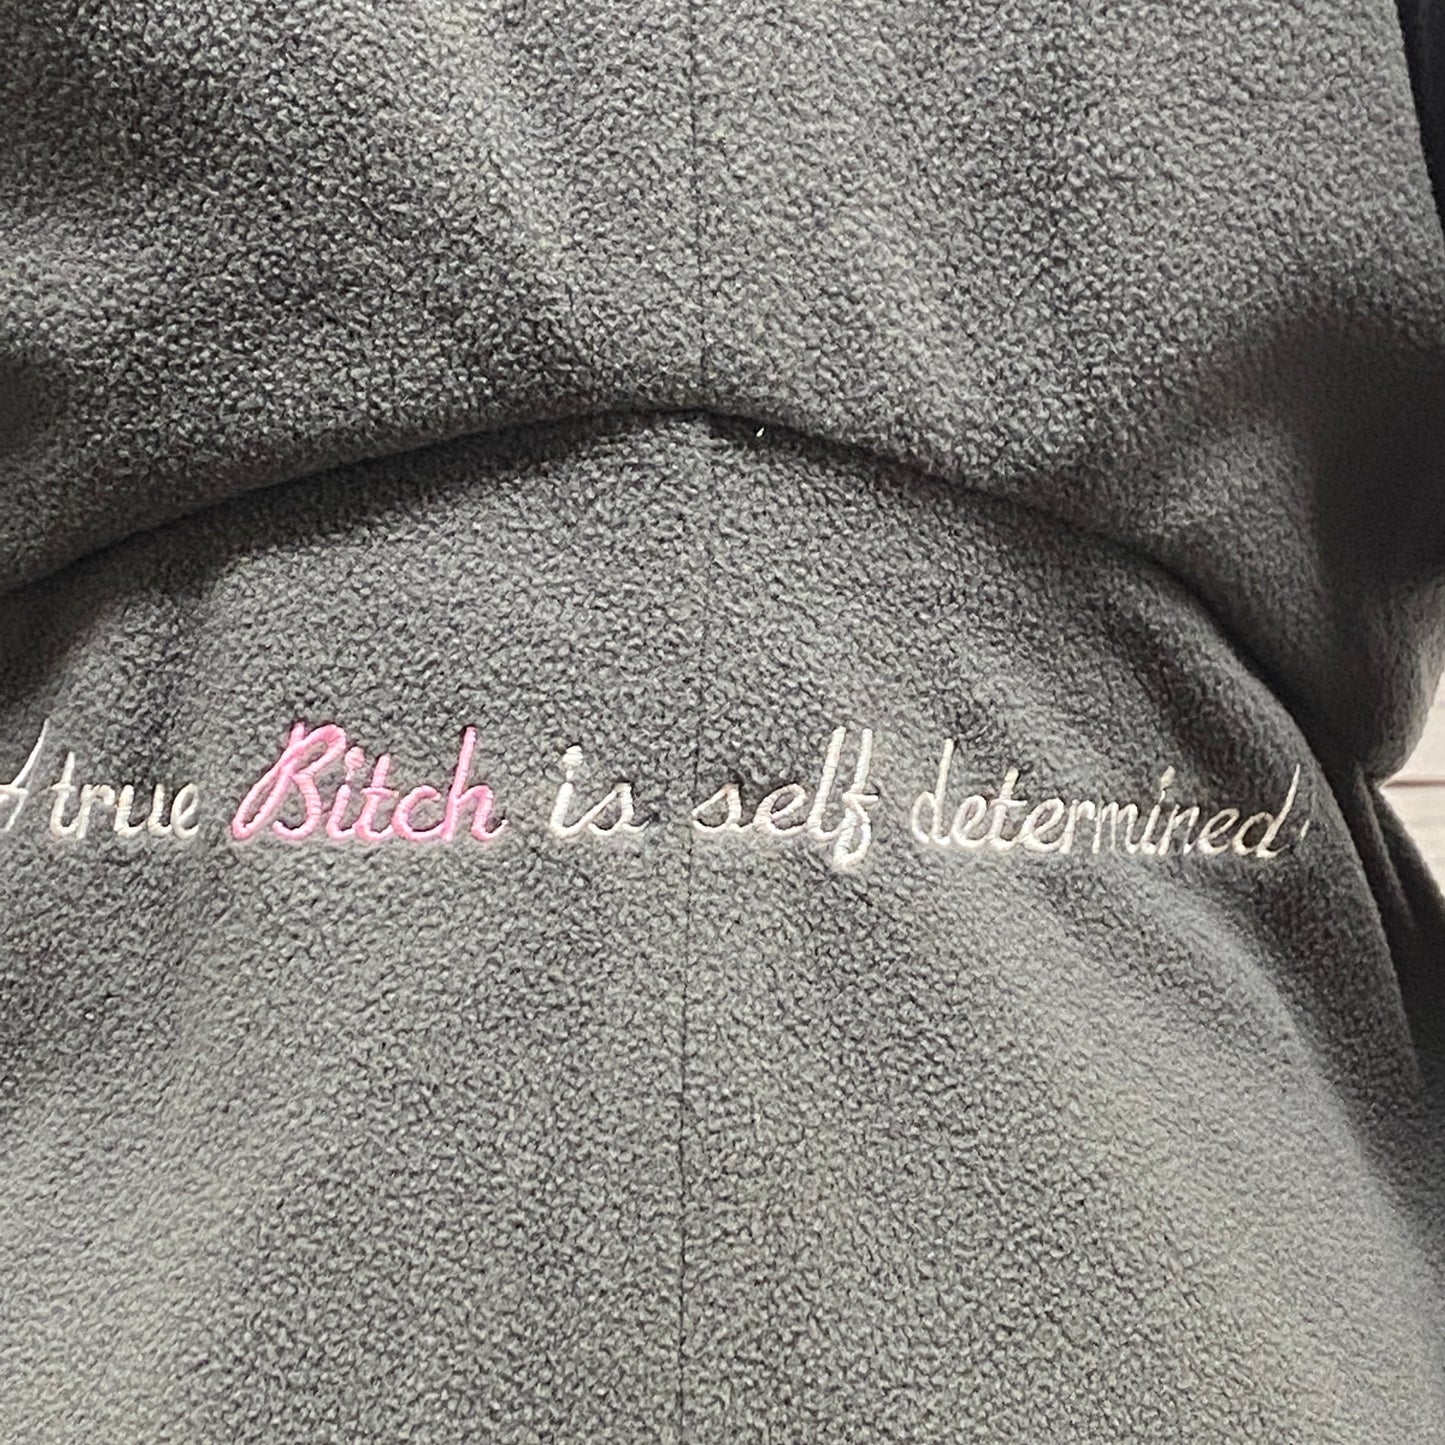 A true Bitch is self determined